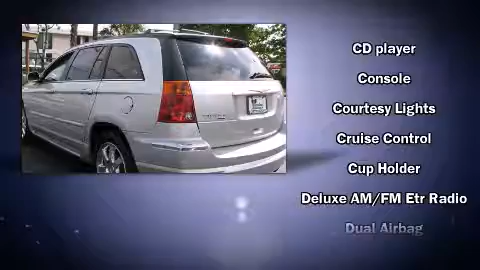 CD player
Console
Courtesy Lights
Cruise Control
Cup Holder
Deluxe AM/FM Etr Radio
Dual Airbag